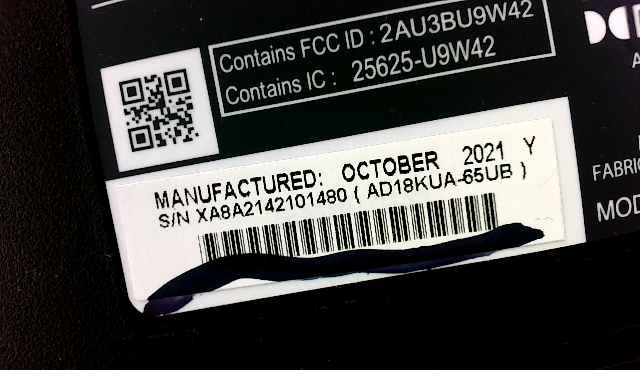 Contains FCC ID : 2AU3BU9W42
Contains IC : 25625-U9W42
MANUFACTURED: OCTOBER 2021 Y
S/N XA8A2142101480 ( AD18KUA-65UB )
FABRIC
MOD